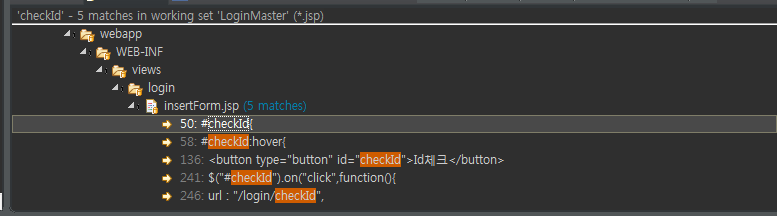 'checkId' - 5 matches in working set 'LoginMaster' (*.jsp)
webapp
WEB-INF
views
login
insertForm.jsp (5 matches)
50: #checkId{
58: #checkId:hover{
136: <button type="button" id="checkId">Id체크</button>
241: $("#checkId").on("click",function(){
246: url : "/login/checkId",